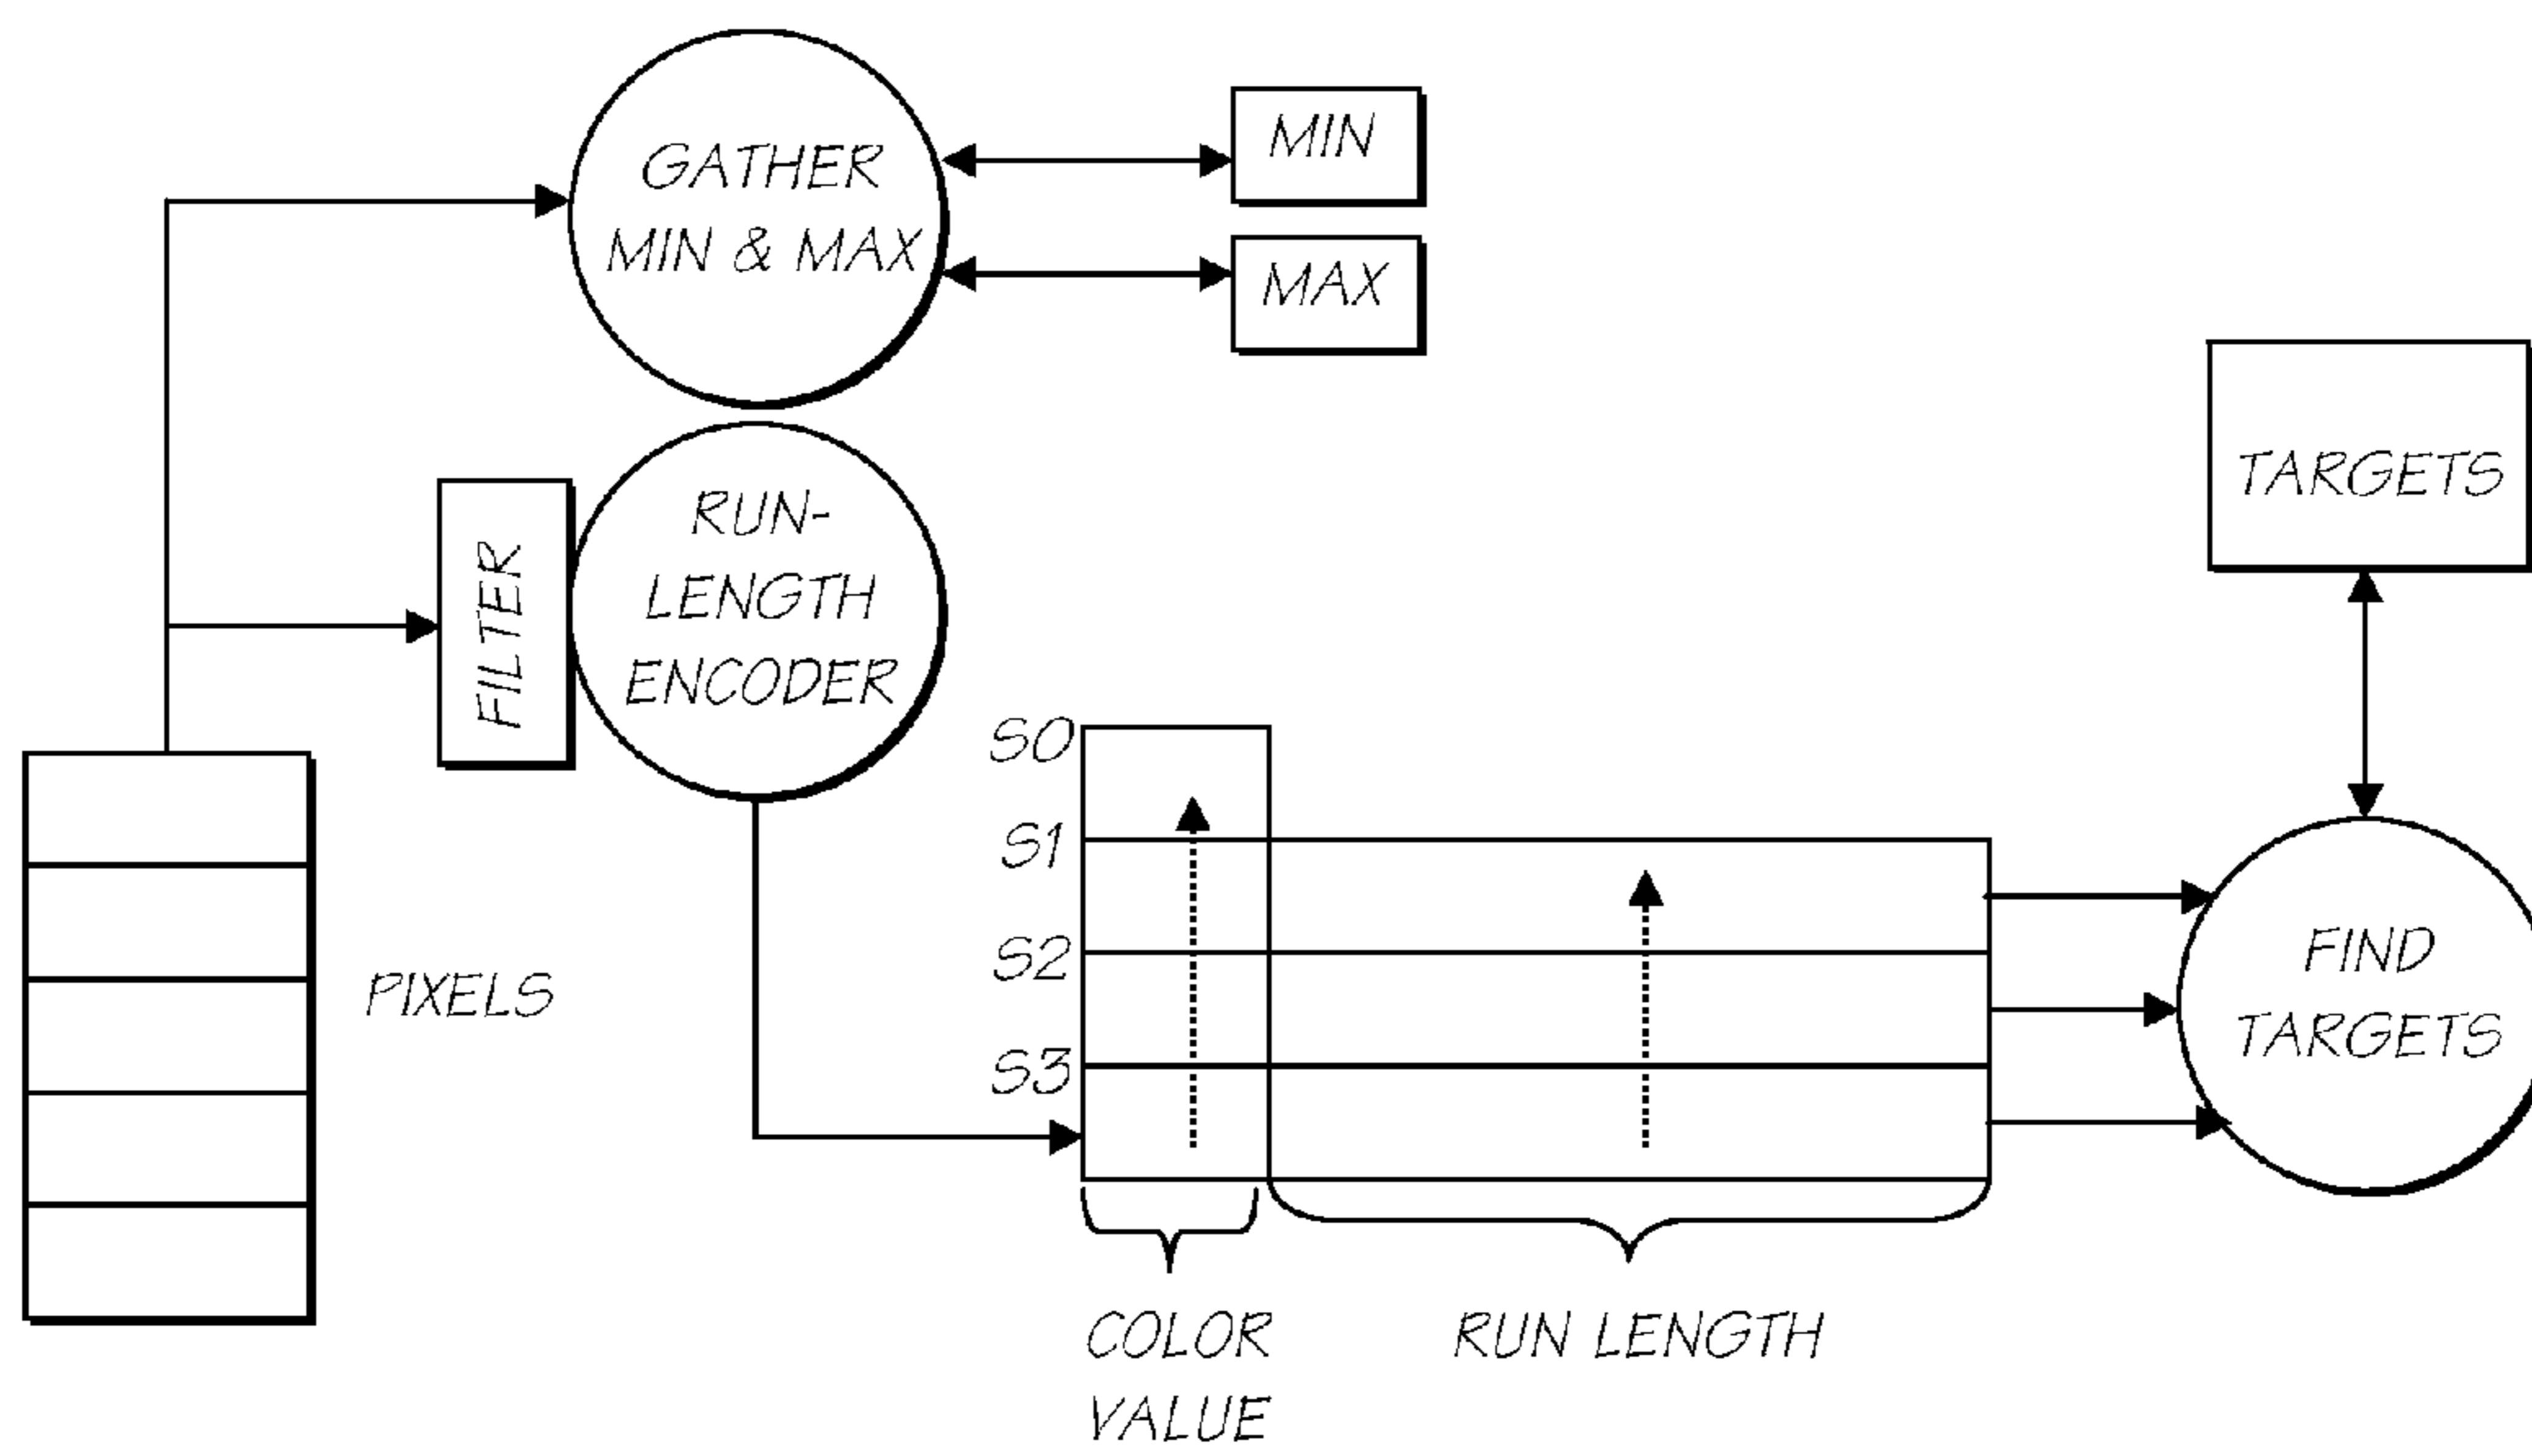 GATHER
MIN & MAX
MIN
MAX
TARGETS
RUN-
LENGTH
ENCODER
FILTER
S0
S1
S2
S3
PIXELS
FIND
TARGETS
COLOR
VALUE
RUN LENGTH